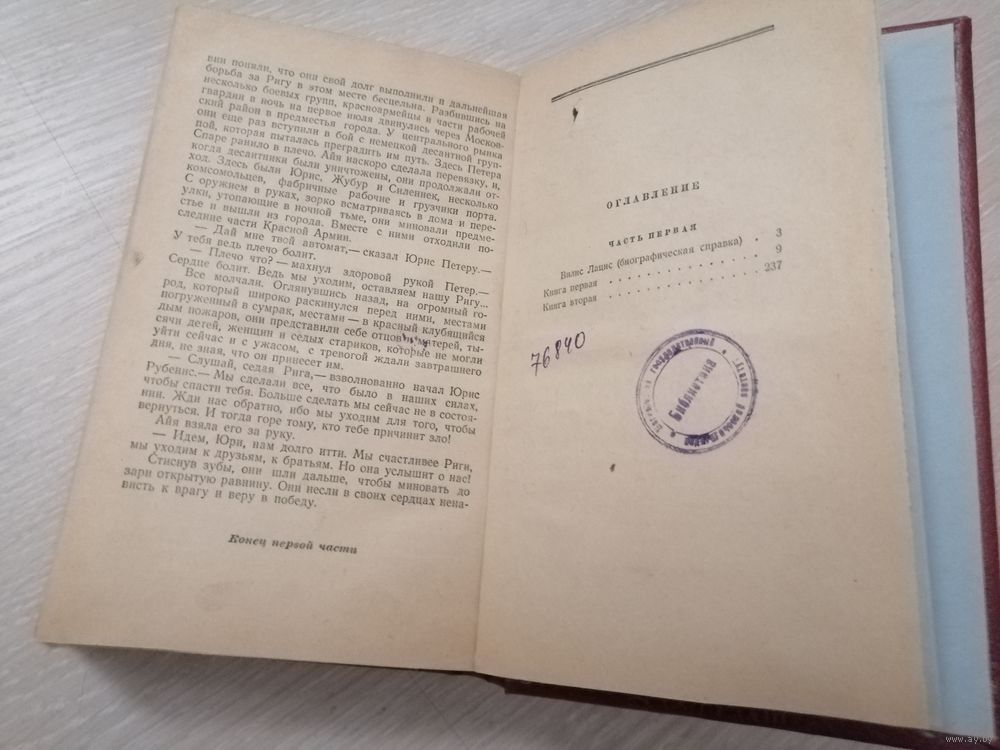 вии поняли, что они свой долг выполнили и дальнейшая
борьба за Ригу в этом месте бесцельна. Разбившись на
несколько боевых групп, красноармейцы и части рабочей
гвардии в ночь на первое июля двинулись через Москов-
ский район в предместья города. У центрального рынка
они еще раз вступили в бой с немецкой десантной груп-
пой, которая пыталась преградить им путь. Здесь Петера
Спаре ранило в плечо. Айя наскоро сделала перевязку, и,
когда десантники были уничтожены, они продолжали от-
ход. Здесь были Юрис, Жубур и Силениек, несколько
комсомольцев, фабричные рабочие и грузчики порта.
С оружием в руках, зорко всматриваясь в дома и пере-
улки, утопающие в ночной тьме, они миновали предме-
стье и вышли из города. Вместе с ними отходили по-
следние части Красной Армии.
— Дай мне твой автомат,— сказал Юрис Петеру.—
У тебя ведь плечо болит.
— Плечо что? — махнул здоровой рукой Петер.—
Сердце болит. Ведь мы уходим, оставляем нашу Ригу...
Все молчали. Оглянувшись назад, на огромный го-
род, который широко раскинулся перед ними, местами
погруженный в сумрак, местами — в красный клубящийся
дым пожаров, они представили себе отцов и матерей, ты-
сячи детей, женщин и седых стариков, которые не могли
уйти сейчас и с ужасом, с тревогой ждали завтрашнего
дня, не зная, что он принесет им.
— Слушай, седая Рига,— взволнованно начал Юрис
Рубенис.— Мы сделали все, что было в наших силах,
чтобы спасти тебя. Больше сделать мы сейчас не в состоя-
нии. Жди нас обратно, ибо мы уходим для того, чтобы
вернуться. И тогда горе тому, кто тебе причинит зло!
Айя взяла его за руку.
— Идем, Юри, нам долго итти. Мы счастливее Риги,
мы уходим к друзьям, к братьям. Но она услышит о нас!
Стиснув зубы, они шли дальше, чтобы миновать до
зари открытую равнину. Они несли в своих сердцах нена-
висть к врагу и веру в победу.
Конец первой части
ОГЛАВЛЕНИЕ
ЧАСТЬ ПЕРВАЯ
Вилис Лацис (биографическая справка) . 3
Книга первая . . . . . . . . . 9
Книга вторая . . . . . . . . . 237
76840
государственный
Библиотека
www.ay.by